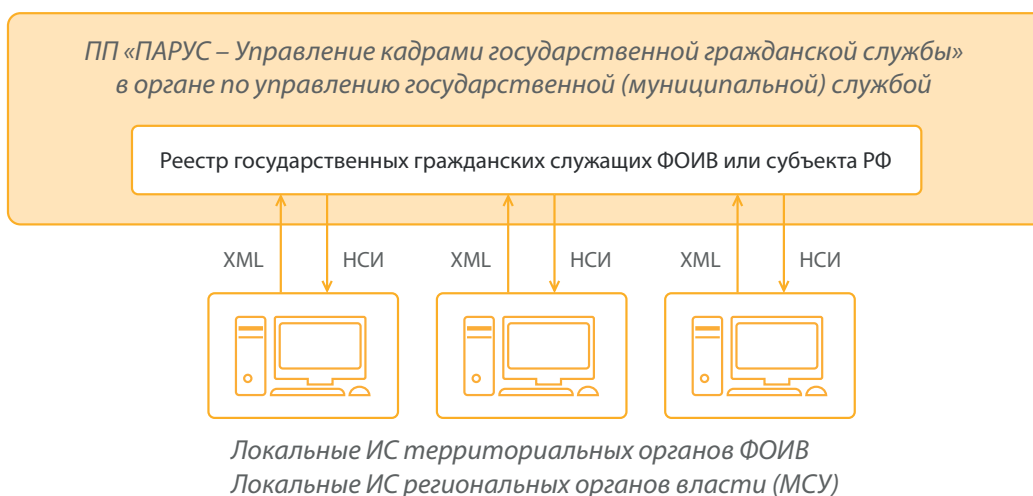 ПП «ПАРУС – Управление кадрами государственной гражданской службы»
в органе по управлению государственной (муниципальной) службой
Реестр государственных гражданских служащих ФОИВ или субъекта РФ
XML НСИ XML НСИ XML НСИ
Локальные ИС территориальных органов ФОИВ
Локальные ИС региональных органов власти (МСУ)